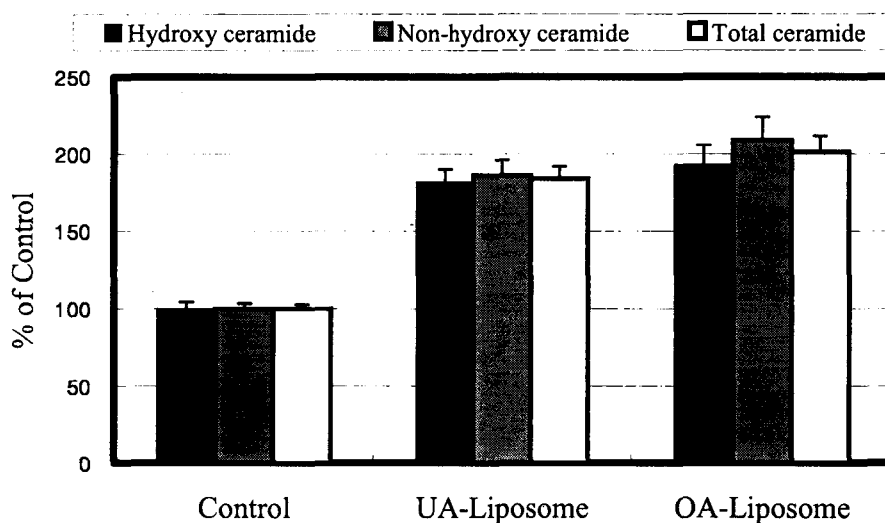 Hydroxy ceramide Non-hydroxy ceramide Total ceramide
250
200
150
100
50
0
% of Control
Control UA-Liposome OA-Liposome